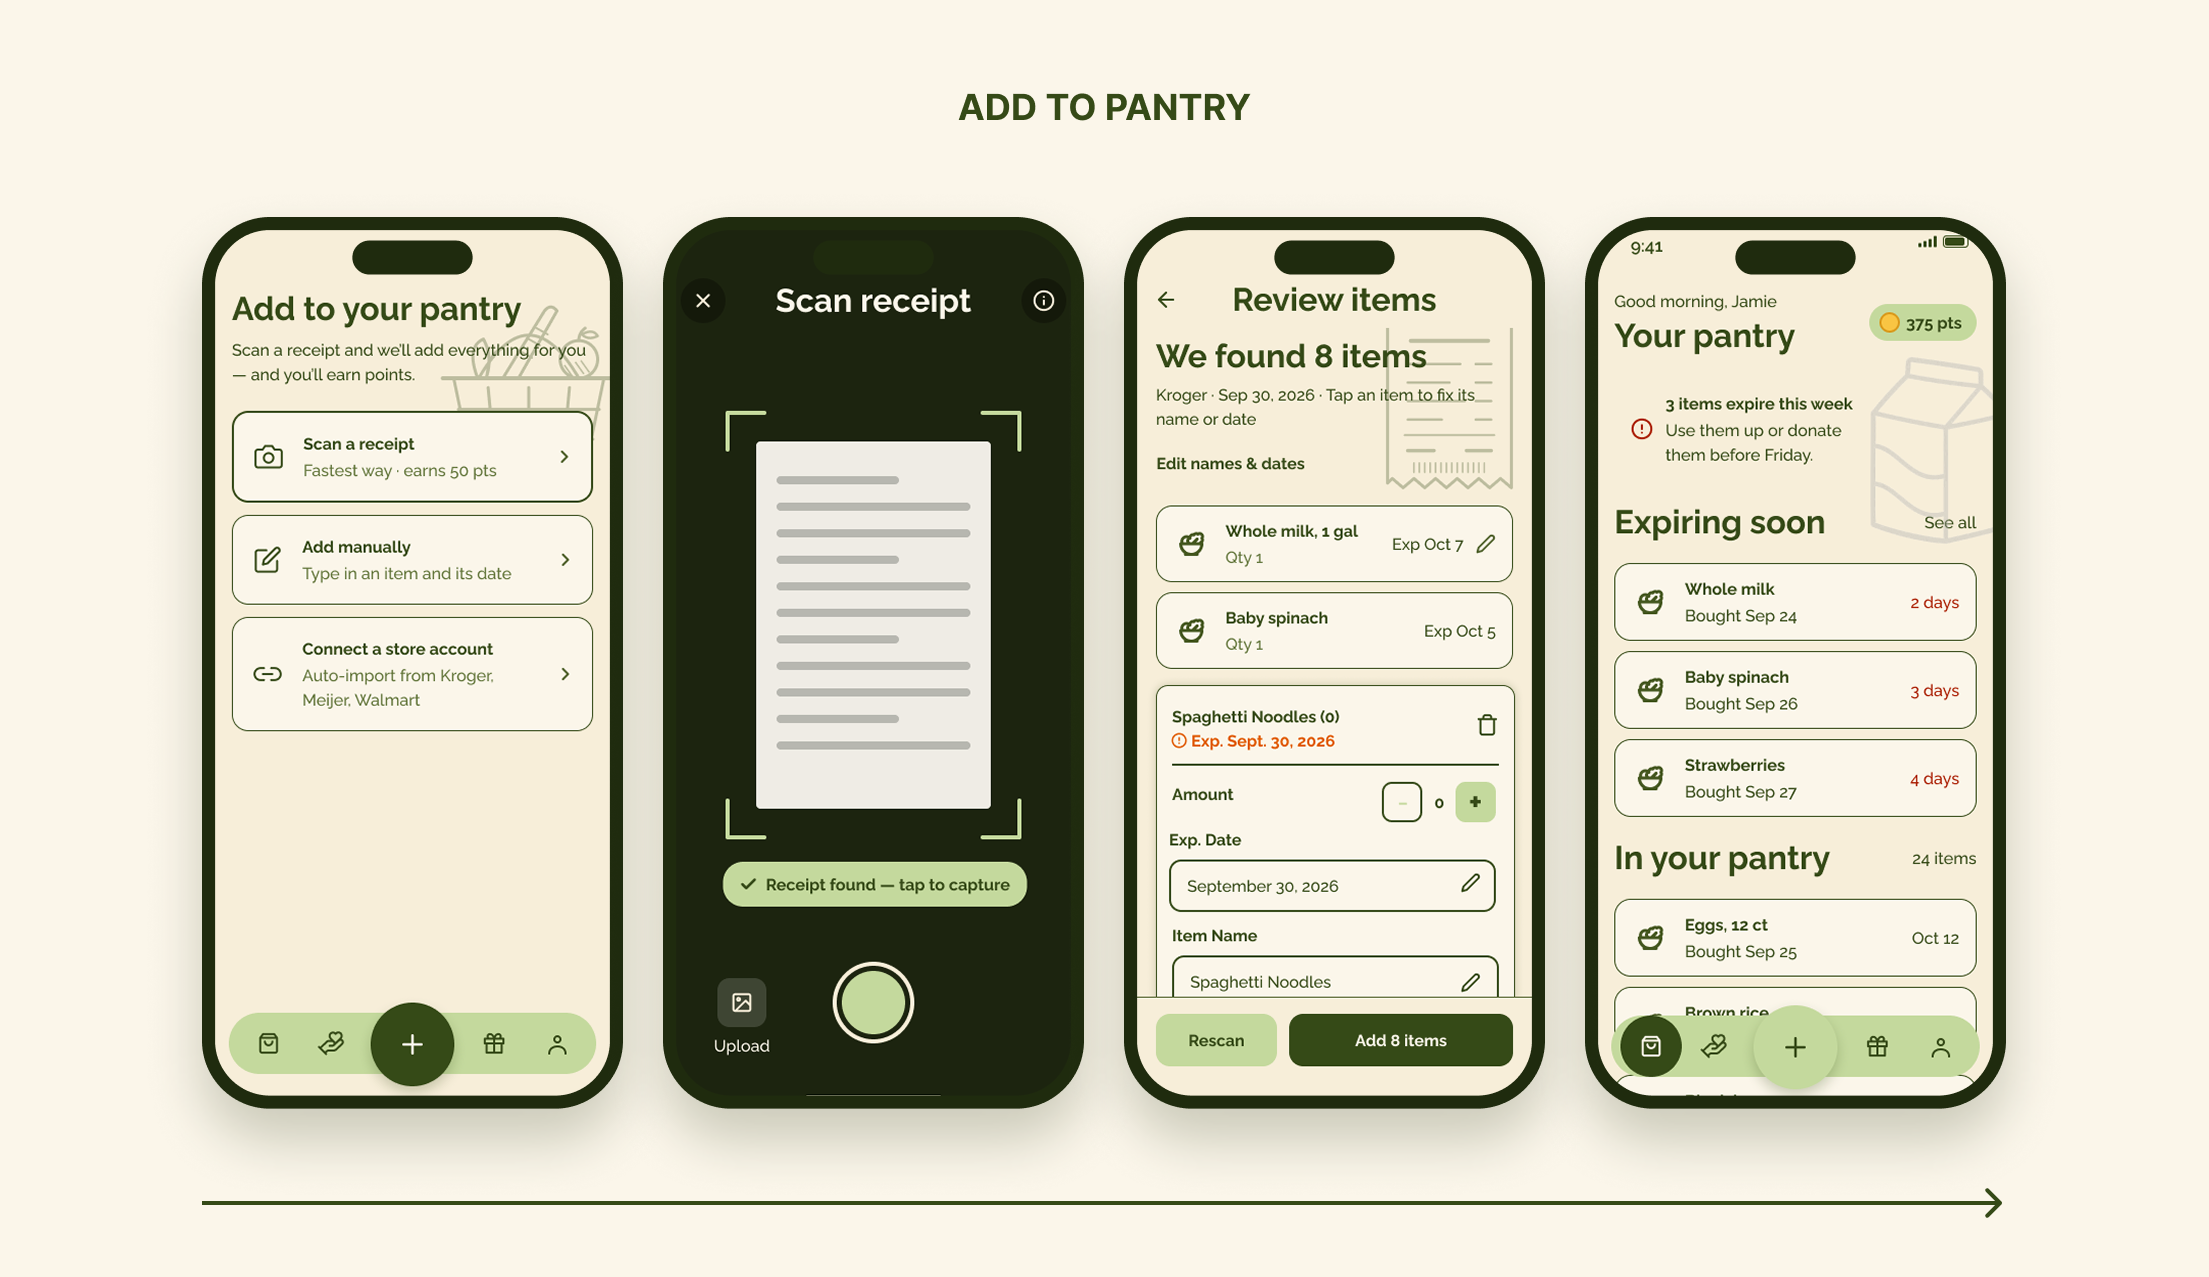 ADD TO PANTRY
Add to your pantry
Scan a receipt and we'll add everything for you
— and you'll earn points.
Scan a receipt
Fastest way · earns 50 pts
Add manually
Type in an item and its date
Connect a store account
Auto-import from Kroger,
Meijer, Walmart
Scan receipt
Receipt found — tap to capture
Upload
Review items
We found 8 items
Kroger · Sep 30, 2026 · Tap an item to fix its
name or date
Edit names & dates
Whole milk, 1 gal
Qty 1
Exp Oct 7
Baby spinach
Qty 1
Exp Oct 5
Spaghetti Noodles (0)
Exp. Sept. 30, 2026
Amount
– 0 +
Exp. Date
September 30, 2026
Item Name
Spaghetti Noodles
Rescan
Add 8 items
9:41
Good morning, Jamie
Your pantry
375 pts
3 items expire this week
Use them up or donate
them before Friday.
Expiring soon
See all
Whole milk
Bought Sep 24
2 days
Baby spinach
Bought Sep 26
3 days
Strawberries
Bought Sep 27
4 days
In your pantry
24 items
Eggs, 12 ct
Bought Sep 25
Oct 12
Brown rice